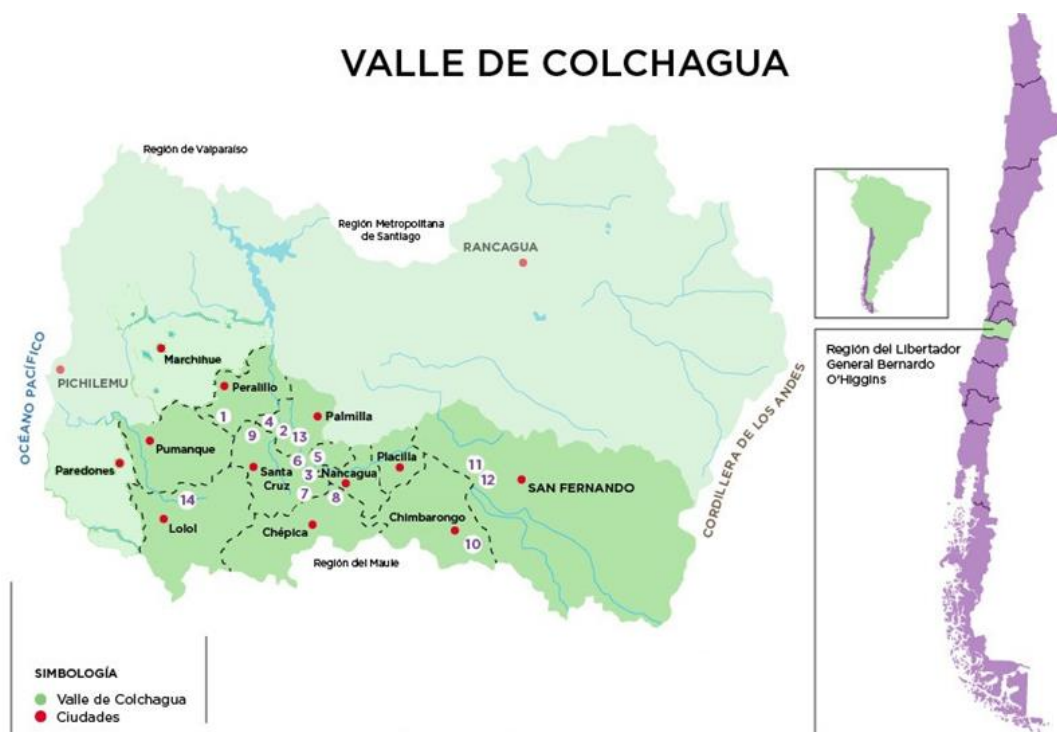 VALLE DE COLCHAGUA
Región de Valparaíso
Región Metropolitana
de Santiago
RANCAGUA
OCÉANO PACÍFICO
PICHILEMU
Marchihue
Peralillo
1
4
2
13
9
Palmilla
Pumanque
Paredones
Santa
Cruz
6
5
3
7
Nancagua
8
Placilla
11
12
SAN FERNANDO
14
Lolol
Chépica
Chimbarongo
10
Región del Maule
CORDILLERA DE LOS ANDES
Región del Libertador
General Bernardo
O'Higgins
SIMBOLOGÍA
Valle de Colchagua
Ciudades